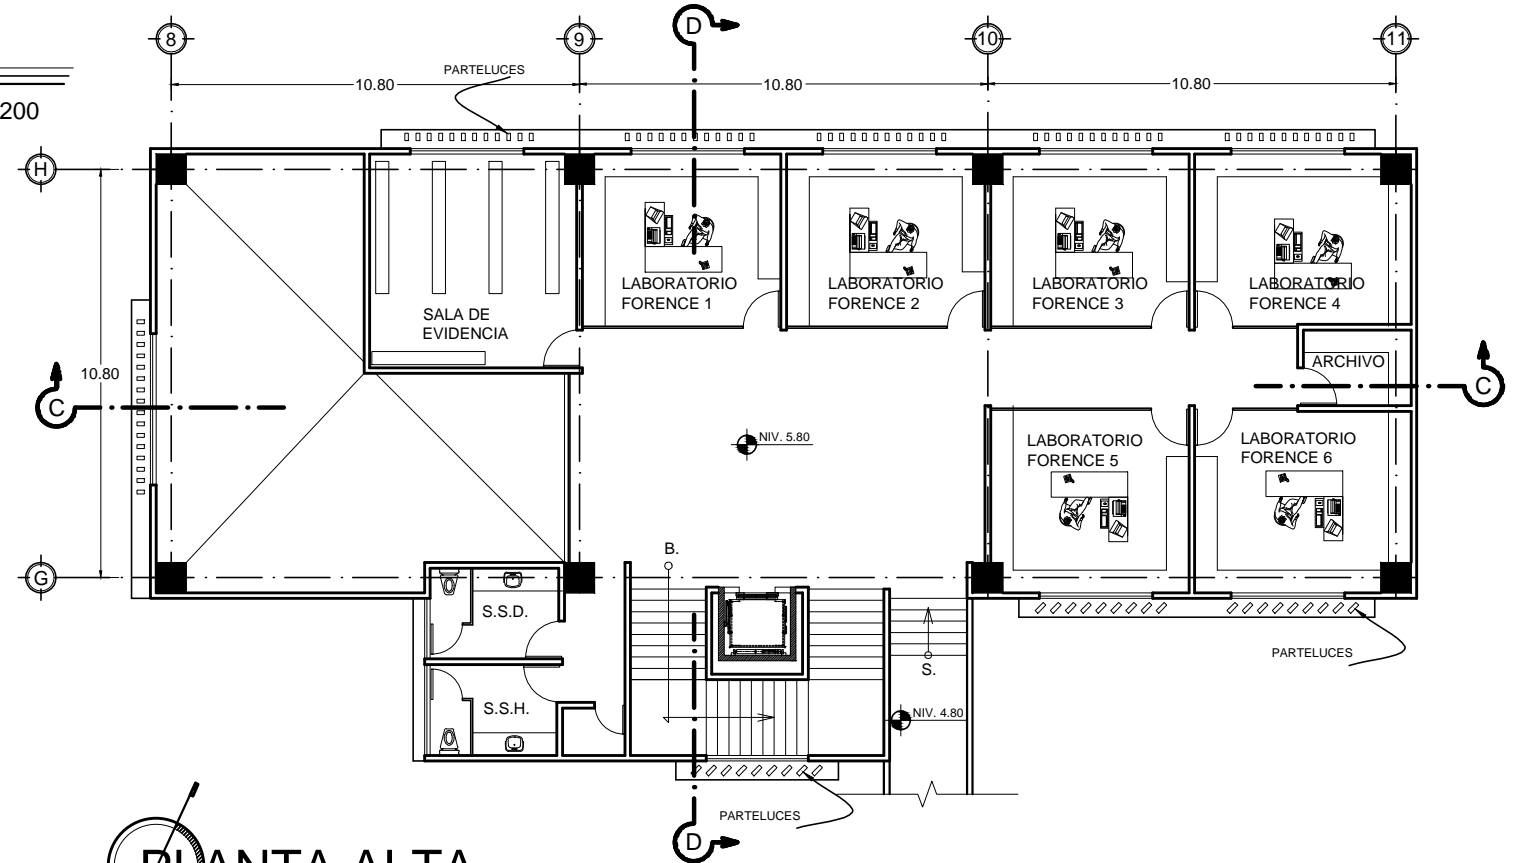 D
8
9
10
11
PARTELUCES
10.80
10.80
10.80
200
H
LABORATORIO
FORENCE 1
LABORATORIO
FORENCE 2
LABORATORIO
FORENCE 3
LABORATORIO
FORENCE 4
SALA DE
EVIDENCIA
ARCHIVO
10.80
C
C
NIV. 5.80
LABORATORIO
FORENCE 5
LABORATORIO
FORENCE 6
B.
G
S.S.D.
S.
PARTELUCES
S.S.H.
NIV. 4.80
PARTELUCES
D
PLANTA ALTA